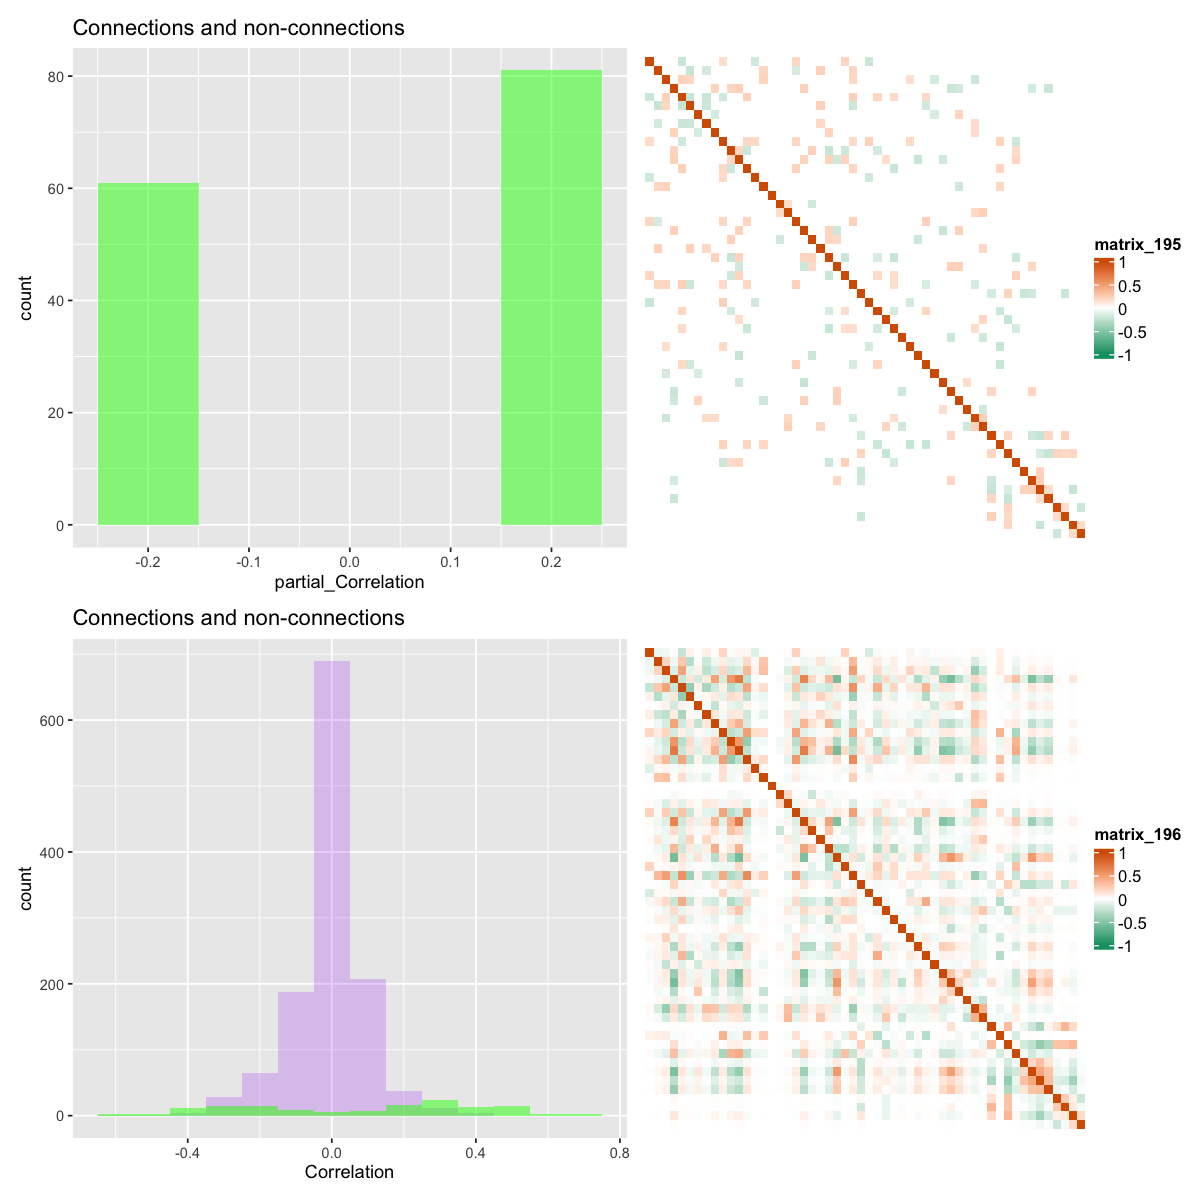 Connections and non-connections
80
60
40
20
0
count
-0.2 -0.1 0.0 0.1 0.2
partial_Correlation
matrix_195
1
0.5
0
-0.5
-1
Connections and non-connections
600
400
200
0
count
-0.4 0.0 0.4 0.8
Correlation
matrix_196
1
0.5
0
-0.5
-1